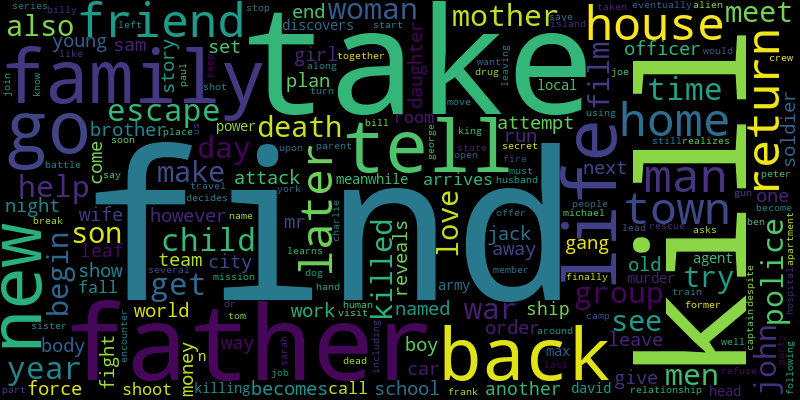 series
billy
also
friend
left
stop
end
woman
discovers
start
mother
house
save
island
taken
eventually
alien
meet
young
sam
set
girl
take
want
together
along
drug
leaving
officer
would
crew
family
story
paul
keep
plan
daughter
local
film
joe
using
time
join
know
like
escape
shot
turn
move
soldier
go
brother
place
us
power
death
bill
room
george
king
secret
attempt
run
home
still
realizes
return
battle
soon
come
say
day
upon
parent
tell
state
open
fire
must
husband
next
man
peter
gun
help
make
attack
meanwhile
arrives
life
people
michael
one
become
night
travel
decides
york
find
offer
town
lead
rescue
ben
break
wife
however
name
later
charlie
love
jack
away
gang
asks
apartment
new
son
mr
child
reveals
member
finally
old
agent
police
hospital
begin
leaf
team
city
learns
dog
army
murder
try
kill
show
several
mission
hand
killed
train
former
despite
captain
fall
get
human
visit
war
ship
group
world
dr
tom
work
named
order
around
camp
see
john
sister
body
fight
encounter
father
way
sarah
boy
including
back
max
leave
well
year
money
n
dead
car
last
men
refuse
following
part
force
shoot
killing
job
becomes
call
school
frank
another
david
give
relationship
head